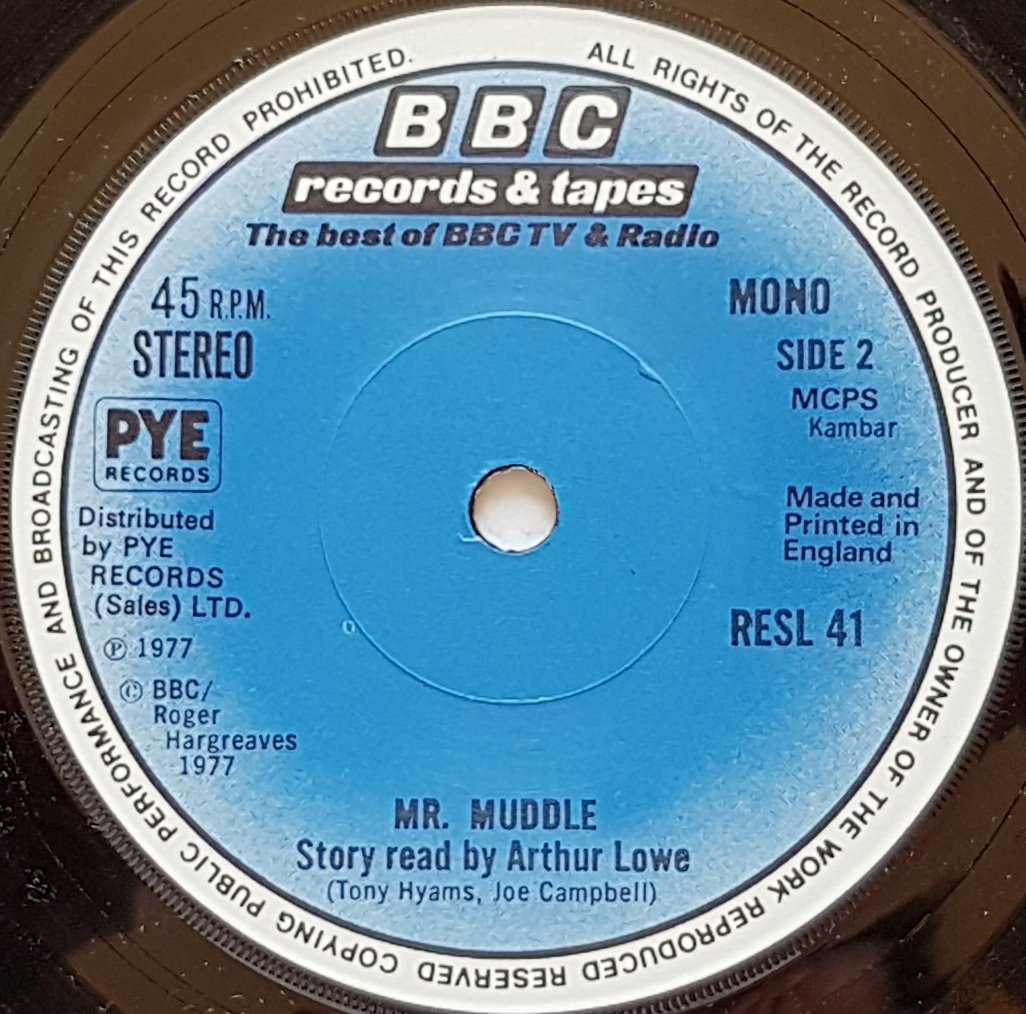 BBC
records & tapes
The best of BBC TV & Radio
45 R.P.M.
STEREO
PYE
RECORDS
Distributed
by PYE
RECORDS
(Sales) LTD.
℗ 1977
© BBC/
Roger
Hargreaves
1977
MONO
SIDE 2
MCPS
Kambar
Made and
Printed in
England
RESL 41
MR. MUDDLE
Story read by Arthur Lowe
(Tony Hyams, Joe Campbell)
ALL RIGHTS OF THE RECORD PRODUCER AND OF THE OWNER OF THE WORK REPRODUCED RESERVED COPYING PUBLIC PERFORMANCE AND BROADCASTING OF THIS RECORD PROHIBITED.